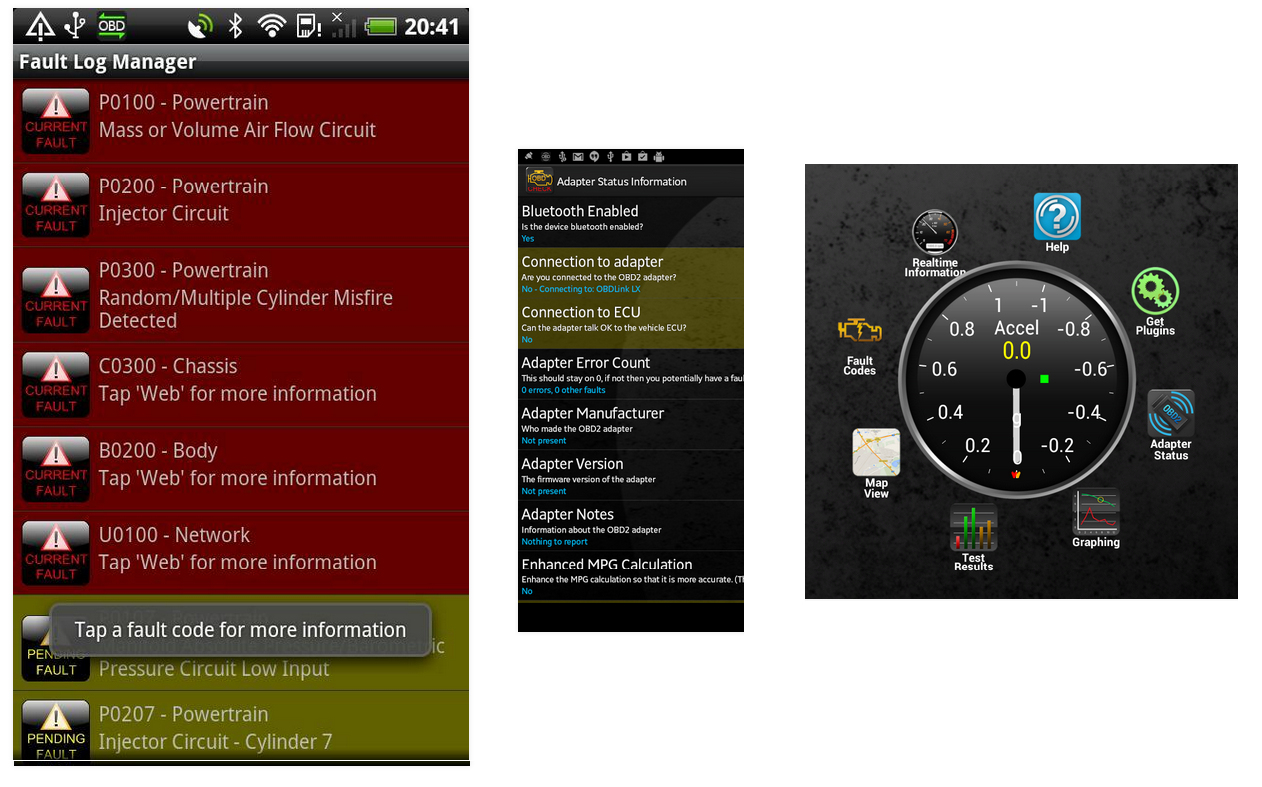 OBD
20:41
Fault Log Manager
CURRENT
FAULT
P0100 - Powertrain
Mass or Volume Air Flow Circuit
CURRENT
FAULT
P0200 - Powertrain
Injector Circuit
CURRENT
FAULT
P0300 - Powertrain
Random/Multiple Cylinder Misfire
Detected
CURRENT
FAULT
C0300 - Chassis
Tap 'Web' for more information
CURRENT
FAULT
B0200 - Body
Tap 'Web' for more information
CURRENT
FAULT
U0100 - Network
Tap 'Web' for more information
Tap a fault code for more information
PENDING
FAULT
Pressure Circuit Low Input
PENDING
FAULT
P0207 - Powertrain
Injector Circuit - Cylinder 7
OBD
CHECK
Adapter Status Information
Bluetooth Enabled
Is the device bluetooth enabled?
Yes
Connection to adapter
Are you connected to the OBD2 adapter?
No - Connecting to: OBDLink LX
Connection to ECU
Can the adapter talk OK to the vehicle ECU?
No
Adapter Error Count
This should stay on 0, if not then you potentially have a faul
0 errors, 0 other faults
Adapter Manufacturer
Who made the OBD2 adapter
Not present
Adapter Version
The firmware version of the adapter
Not present
Adapter Notes
Information about the OBD2 adapter
Nothing to report
Enhanced MPG Calculation
Enhance the MPG calculation so that it is more accurate. (Th
No
Realtime
Information
Help
Get
Plugins
Fault
Codes
Adapter
Status
OBD2
Map
View
Graphing
Test
Results
1 -1
0.8 Accel -0.8
0.0
0.6 -0.6
0.4 g -0.4
0.2 -0.2